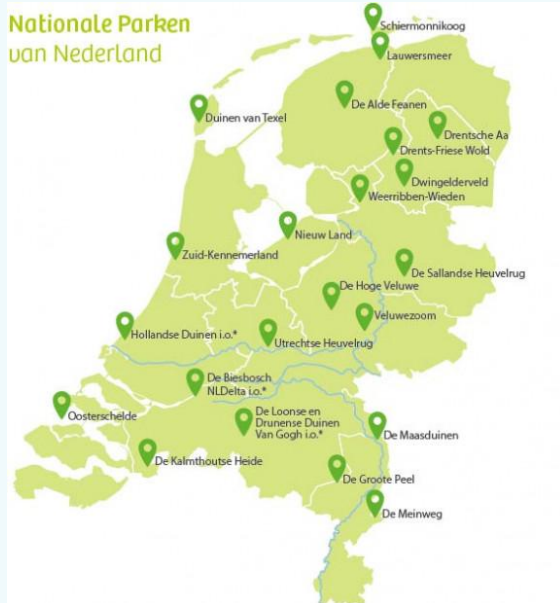 Nationale Parken
van Nederland
Schiermonnikoog
Lauwersmeer
De Alde Feanen
Duinen van Texel
Drentsche Aa
Drents-Friese Wold
Dwingelderveld
Weerribben-Wieden
Nieuw Land
Zuid-Kennemerland
De Sallandse Heuvelrug
De Hoge Veluwe
Veluwezoom
Hollandse Duinen i.o.*
Utrechtse Heuvelrug
De Biesbosch
NLDelta i.o.*
Oosterschelde
De Loonse en
Drunense Duinen
Van Gogh i.o.*
De Maasduinen
De Kalmthoutse Heide
De Groote Peel
De Meinweg